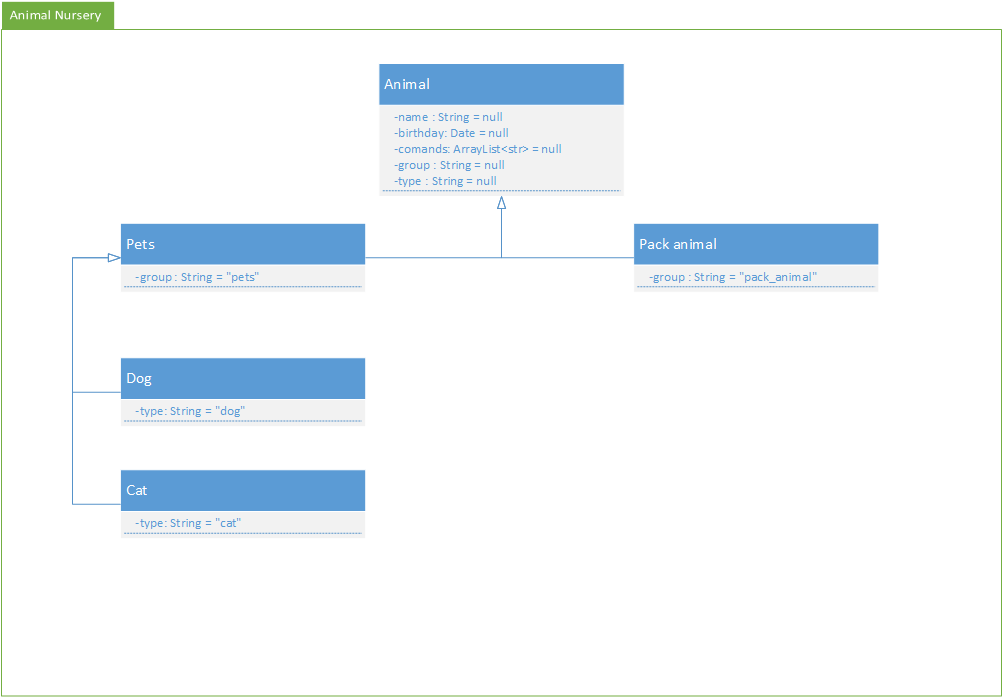 Animal Nursery
Animal
-name : String = null
-birthday: Date = null
-comands: ArrayList<str> = null
-group : String = null
-type : String = null
Pets
-group : String = "pets"
Pack animal
-group : String = "pack_animal"
Dog
-type: String = "dog"
Cat
-type: String = "cat"